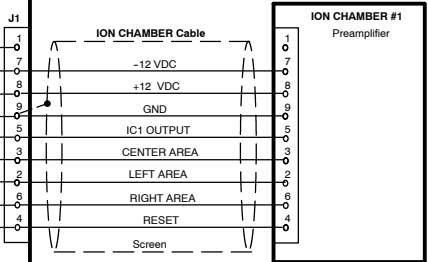 J1
ION CHAMBER Cable
ION CHAMBER #1
Preamplifier
1 1
7 -12 VDC 7
8 +12 VDC 8
9 GND 9
5 IC1 OUTPUT 5
3 CENTER AREA 3
2 LEFT AREA 2
6 RIGHT AREA 6
4 RESET 4
Screen